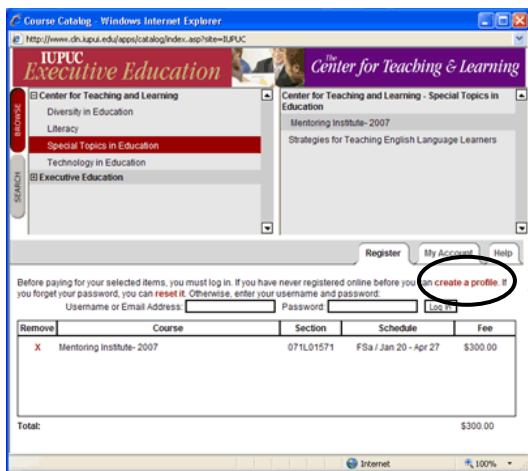 Course Catalog - Windows Internet Explorer
http://www.dn.iupui.edu/apps/catalog/index.asp?site=IUPUC
IUPUC
Executive Education
The
Center for Teaching & Learning
BROWSE
SEARCH
Center for Teaching and Learning
Diversity in Education
Literacy
Special Topics in Education
Technology in Education
Executive Education
Center for Teaching and Learning - Special Topics in
Education
Mentoring Institute- 2007
Strategies for Teaching English Language Learners
Register My Account Help
Before paying for your selected items, you must log in. If you have never registered online before you can create a profile. If
you forget your password, you can reset it. Otherwise, enter your username and password:
Username or Email Address: Password: Log In
Remove Course Section Schedule Fee
X Mentoring Institute- 2007 071L01571 FSa / Jan 20 - Apr 27 $300.00
Total: $300.00
Internet 100%